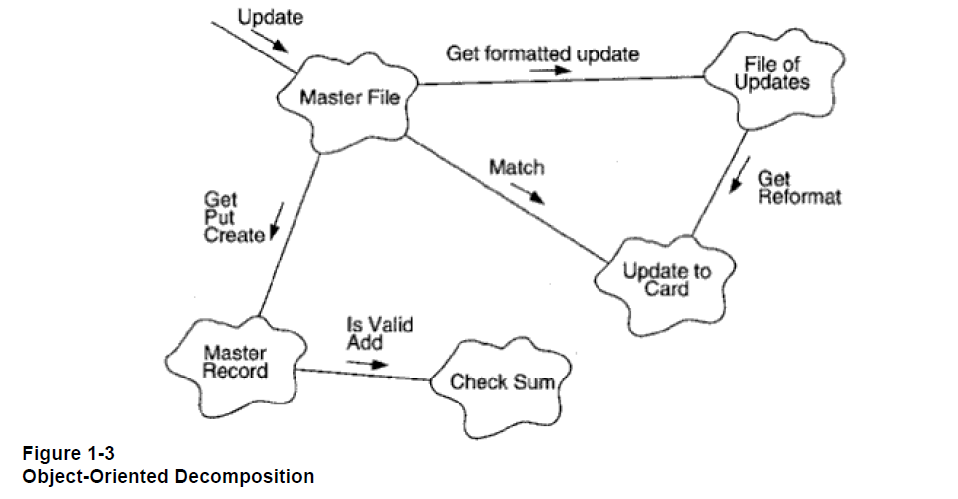 Update
Get formatted update
File of
Updates
Master File
Match
Get
Reformat
Get
Put
Create
Update to
Card
Is Valid
Add
Master
Record
Check Sum
Figure 1-3
Object-Oriented Decomposition